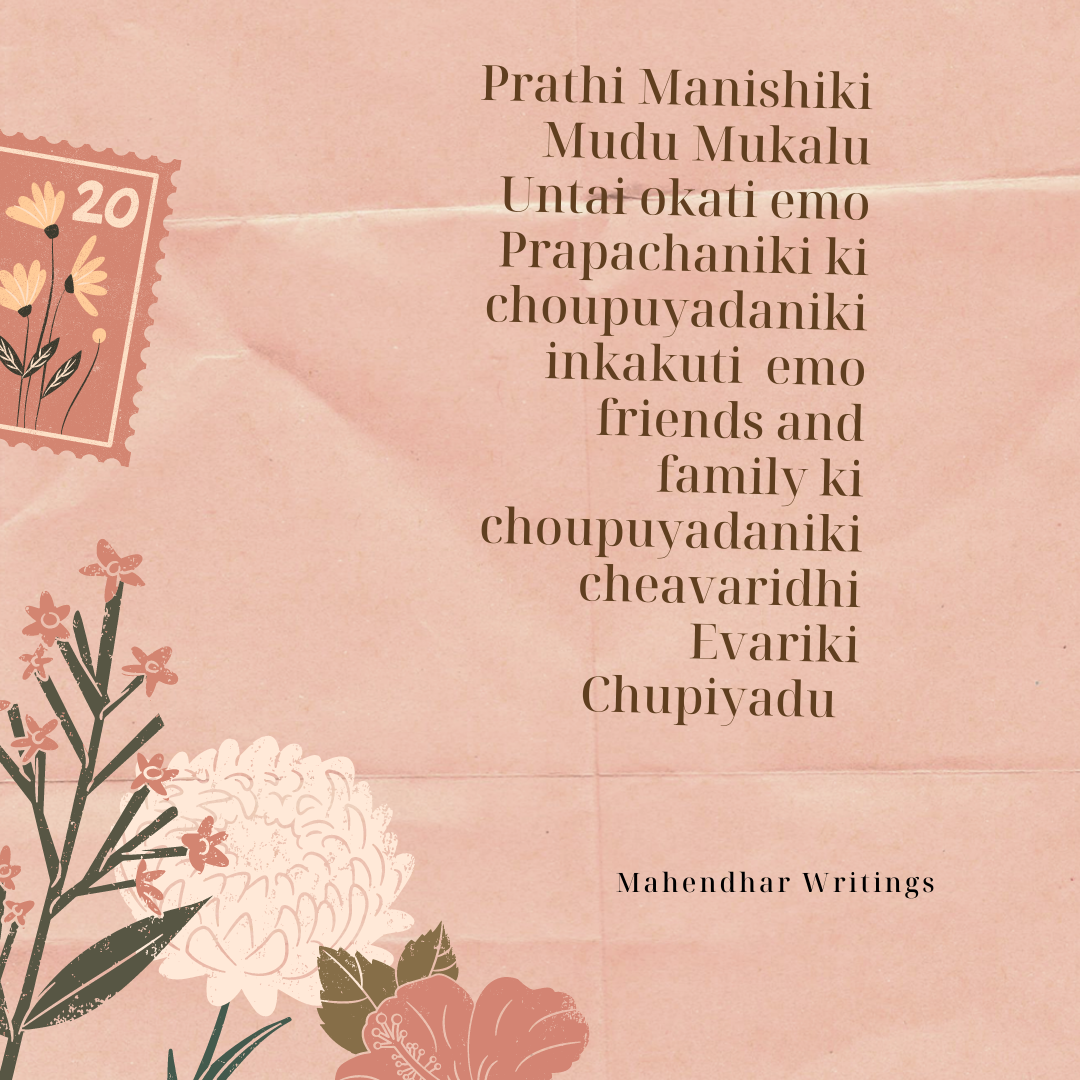 20
Prathi Manishiki
Mudu Mukalu
Untai okati emo
Prapachaniki ki
choupuyadaniki
inkakuti emo
friends and
family ki
choupuyadaniki
cheavaridhi
Evariki
Chupiyadu
Mahendhar Writings